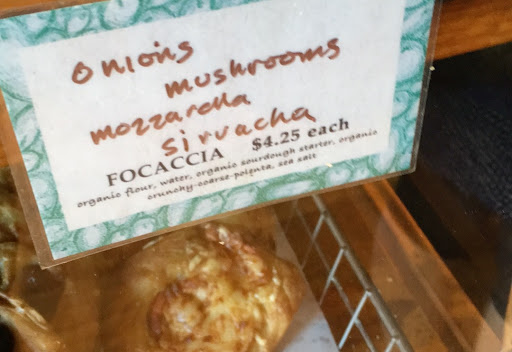 onions
mushrooms
mozzarella
sirvacha
FOCACCIA $4.25 each
organic flour, water, organic sourdough starter, organic
crunchy-coarse-polenta, sea salt